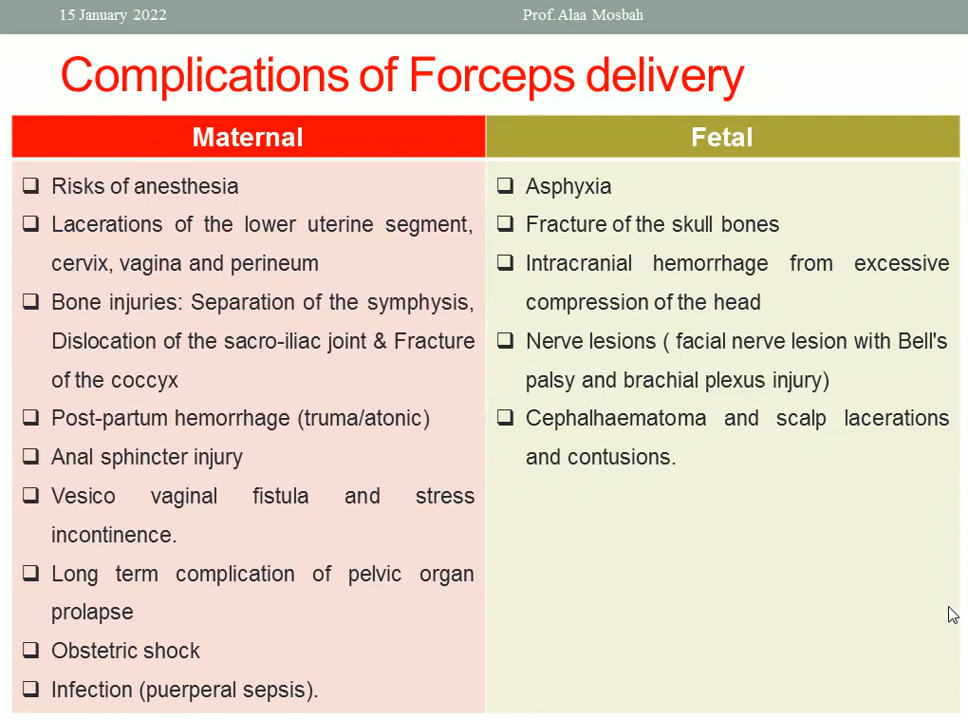 15 January 2022
Prof. Alaa Mosbah
Complications of Forceps delivery
Maternal
❑ Risks of anesthesia
❑ Lacerations of the lower uterine segment,
cervix, vagina and perineum
❑ Bone injuries: Separation of the symphysis,
Dislocation of the sacro-iliac joint & Fracture
of the coccyx
❑ Post-partum hemorrhage (truma/atonic)
❑ Anal sphincter injury
❑ Vesico vaginal fistula and stress
incontinence.
❑ Long term complication of pelvic organ
prolapse
❑ Obstetric shock
❑ Infection (puerperal sepsis).
Fetal
❑ Asphyxia
❑ Fracture of the skull bones
❑ Intracranial hemorrhage from excessive
compression of the head
❑ Nerve lesions ( facial nerve lesion with Bell's
palsy and brachial plexus injury)
❑ Cephalhaematoma and scalp lacerations
and contusions.